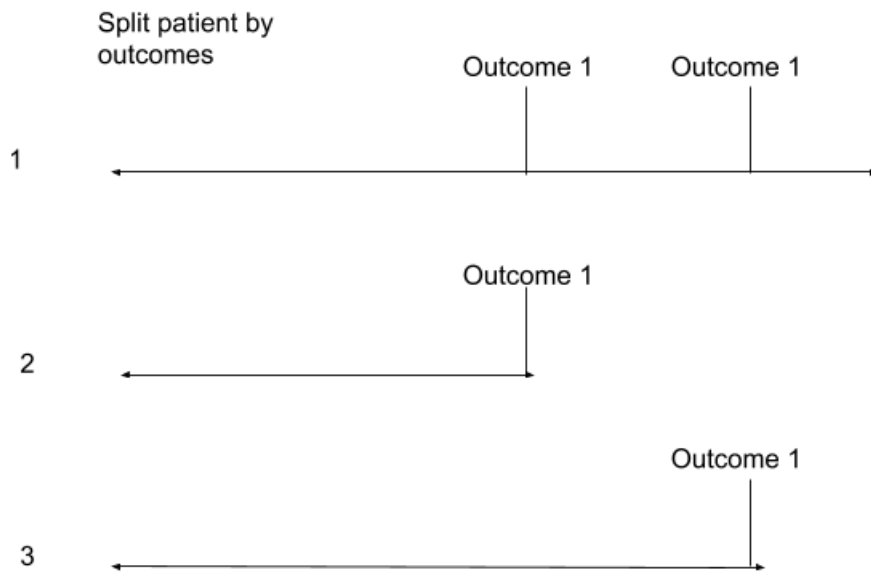 Split patient by
outcomes
Outcome 1 Outcome 1
1
Outcome 1
2
Outcome 1
3